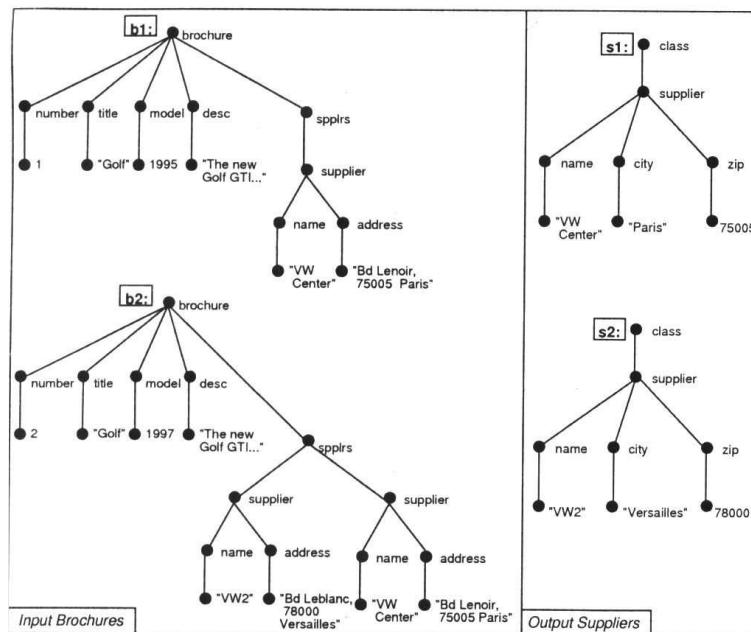 b1: brochure
number title model desc
spplrs
1 "Golf" 1995 "The new
Golf GTI..."
supplier
name address
"VW
Center"
"Bd Lenoir,
75005 Paris"
b2: brochure
number title model desc
2 "Golf" 1997 "The new
Golf GTI..."
spplrs
supplier supplier
name address name address
"VW2" "Bd Leblanc,
78000
Versailles"
"VW
Center"
"Bd Lenoir,
75005 Paris"
Input Brochures
s1: class
supplier
name city zip
"VW
Center"
"Paris" 75005
s2: class
supplier
name city zip
"VW2" "Versailles" 78000
Output Suppliers